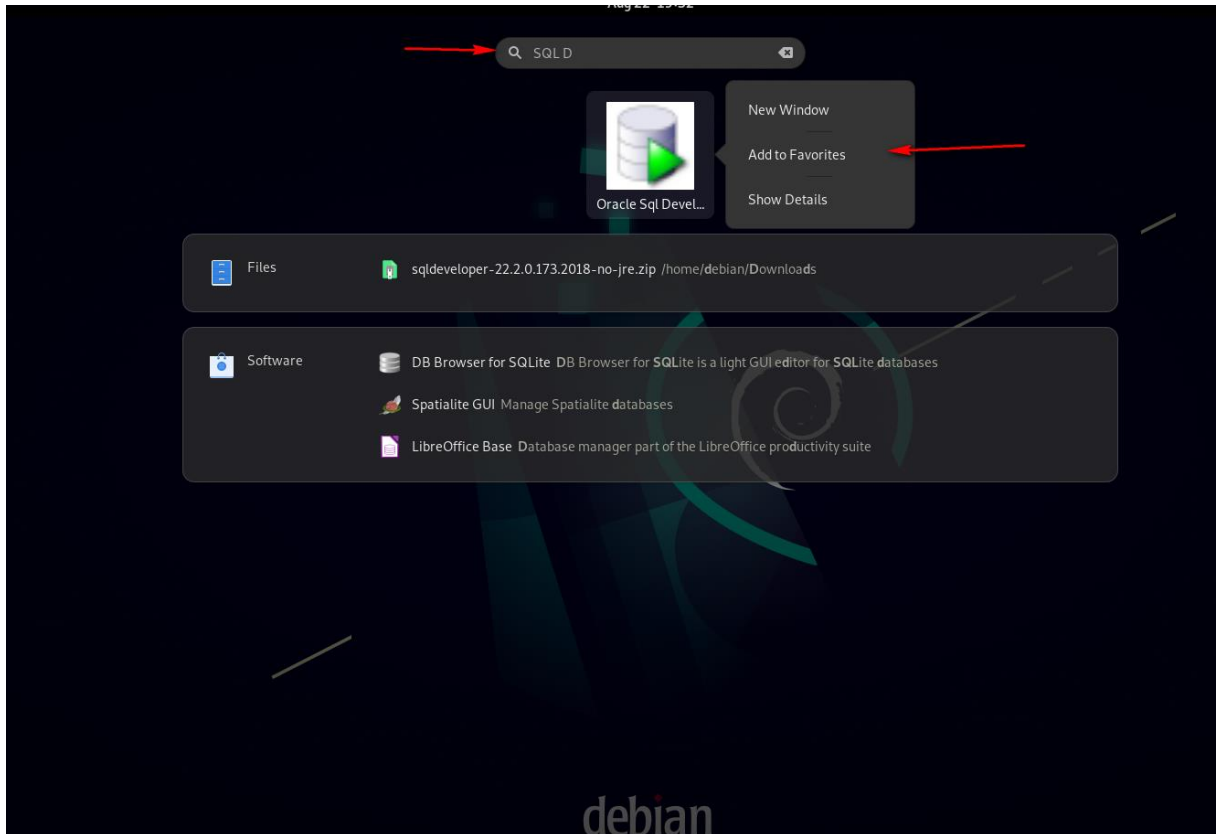 SQL D
New Window
Add to Favorites
Show Details
Oracle Sql Devel...
Files
sqldeveloper-22.2.0.173.2018-no-jre.zip /home/debian/Downloads
Software
DB Browser for SQLite DB Browser for SQLite is a light GUI editor for SQLite databases
Spatialite GUI Manage Spatialite databases
LibreOffice Base Database manager part of the LibreOffice productivity suite
debian